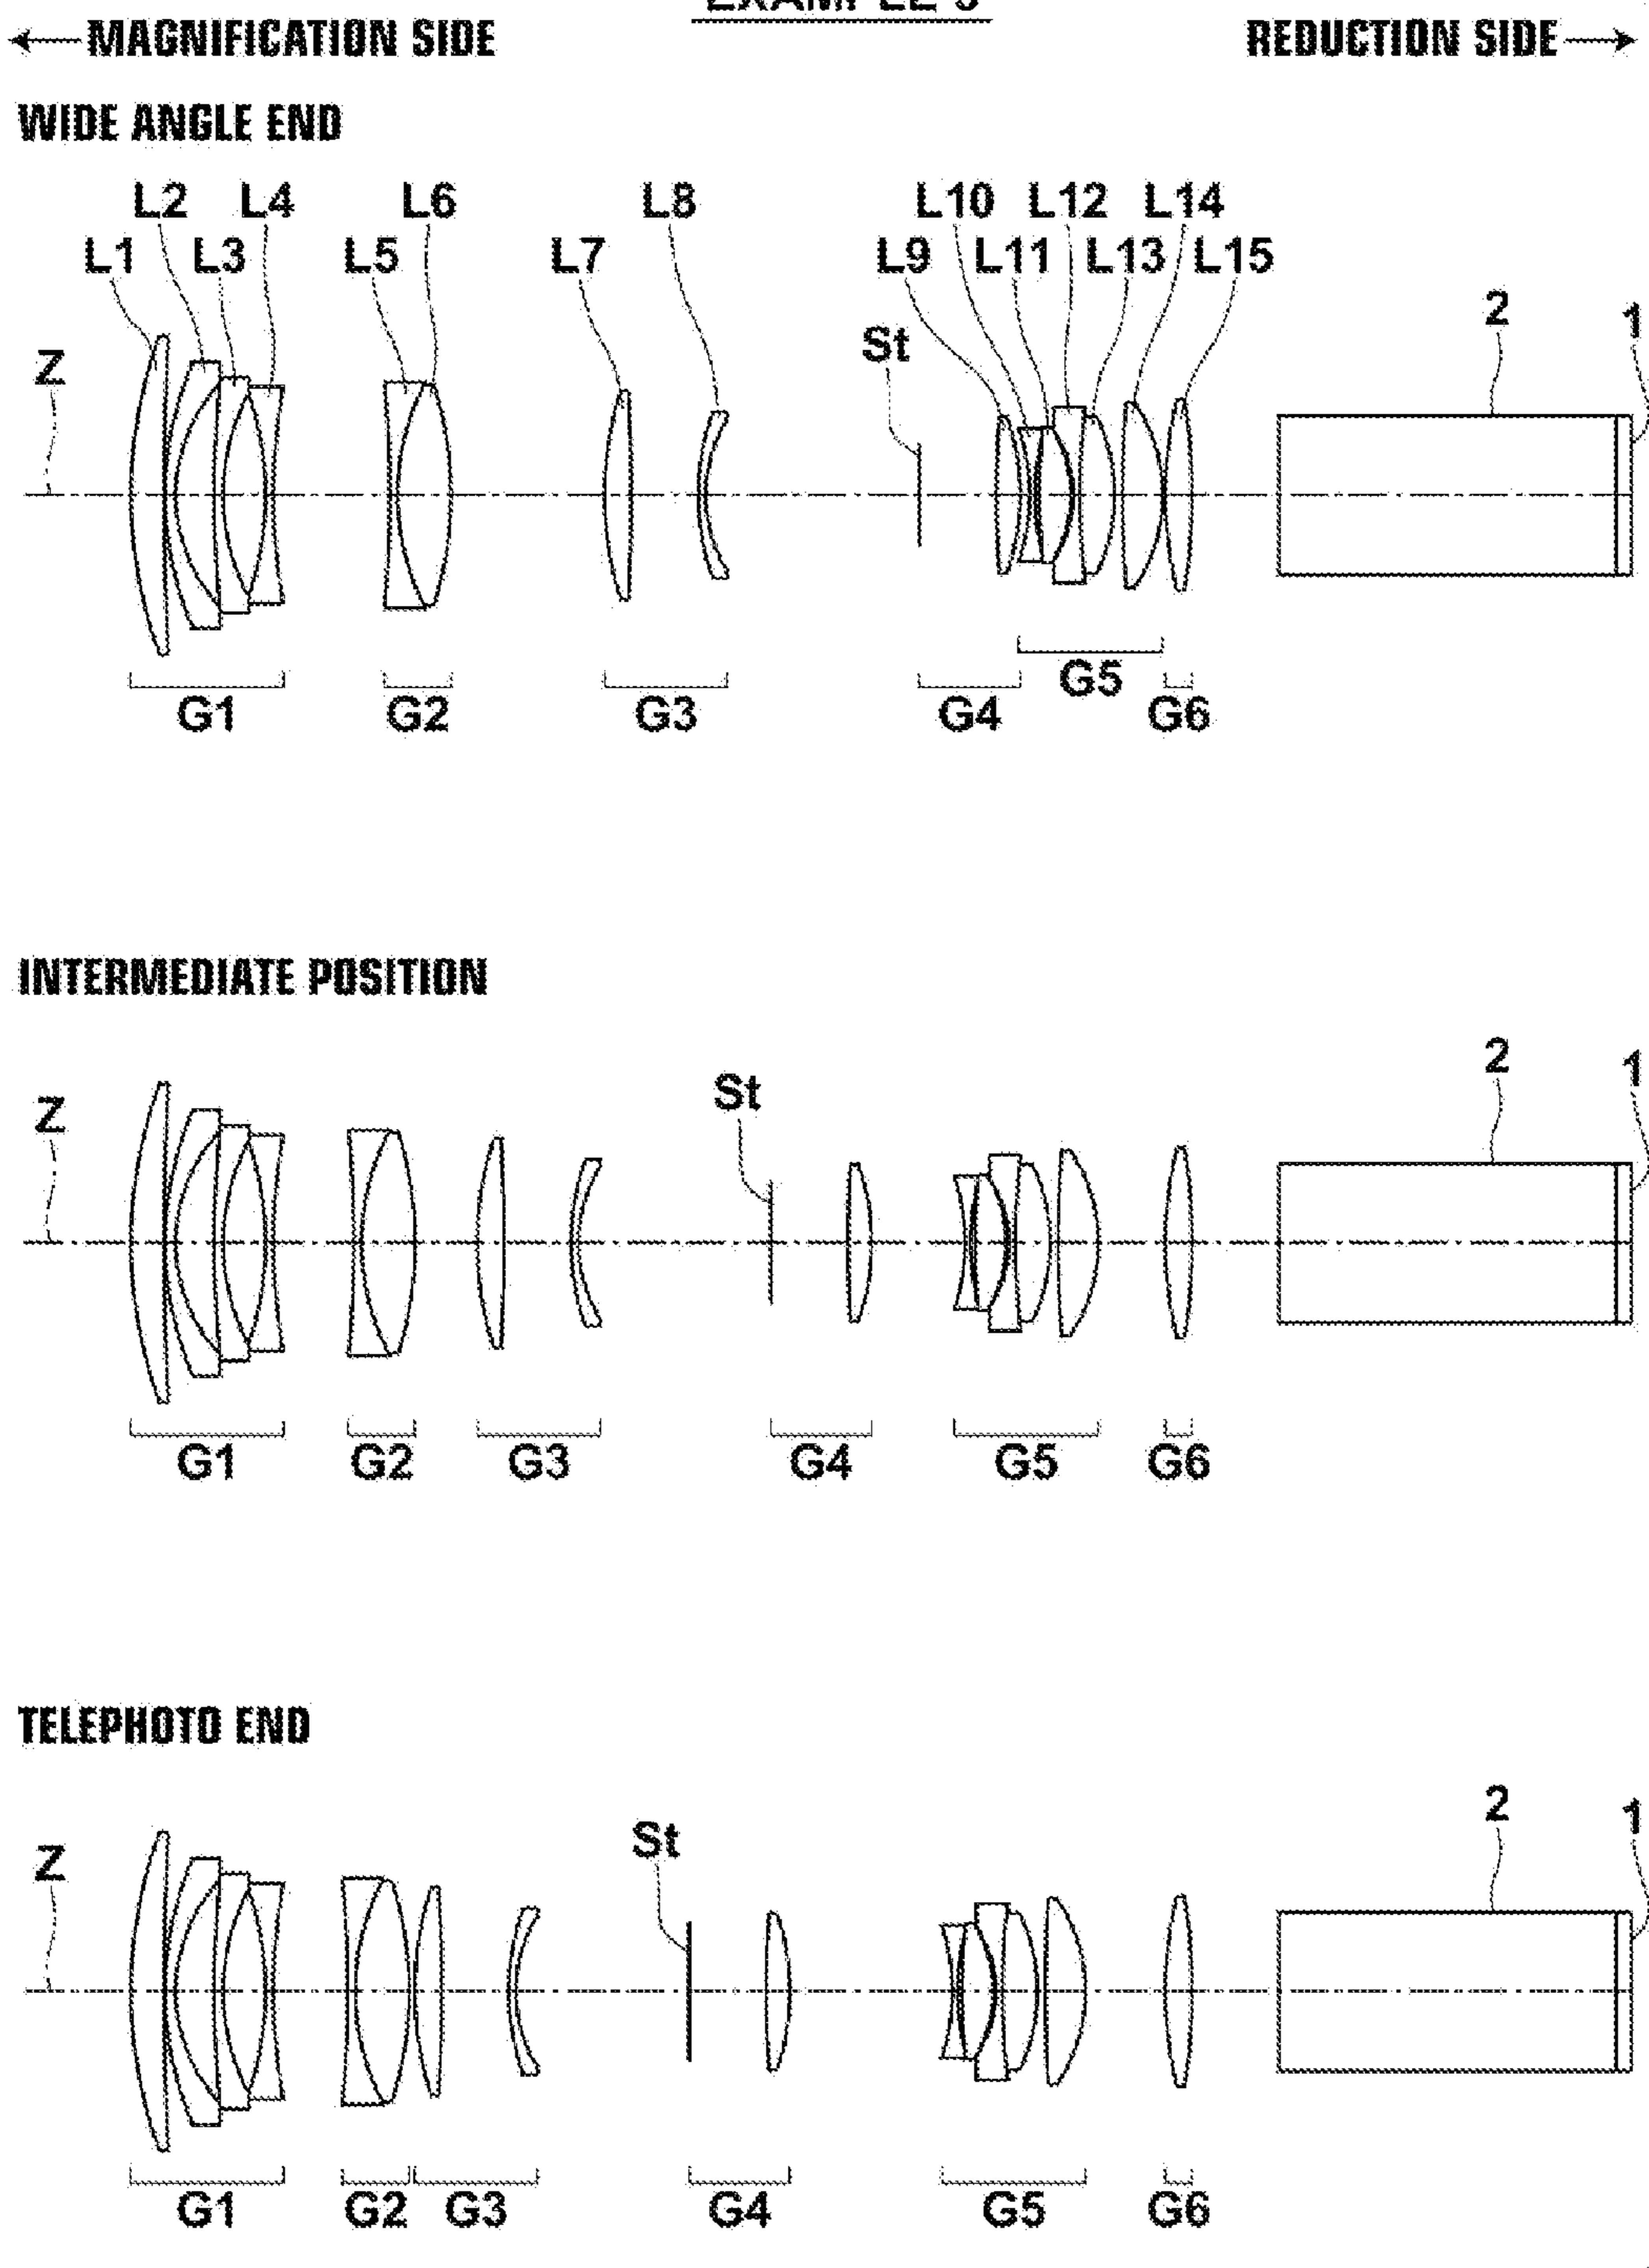 ← MAGNIFICATION SIDE REDUCTION SIDE →
WIDE ANGLE END
L2 L4 L6 L8 L10 L12 L14
L1 L3 L5 L7 L9 L11 L13 L15
Z St 2 1
G1 G2 G3 G4 G5 G6
INTERMEDIATE POSITION
Z St 2 1
G1 G2 G3 G4 G5 G6
TELEPHOTO END
Z St 2 1
G1 G2 G3 G4 G5 G6